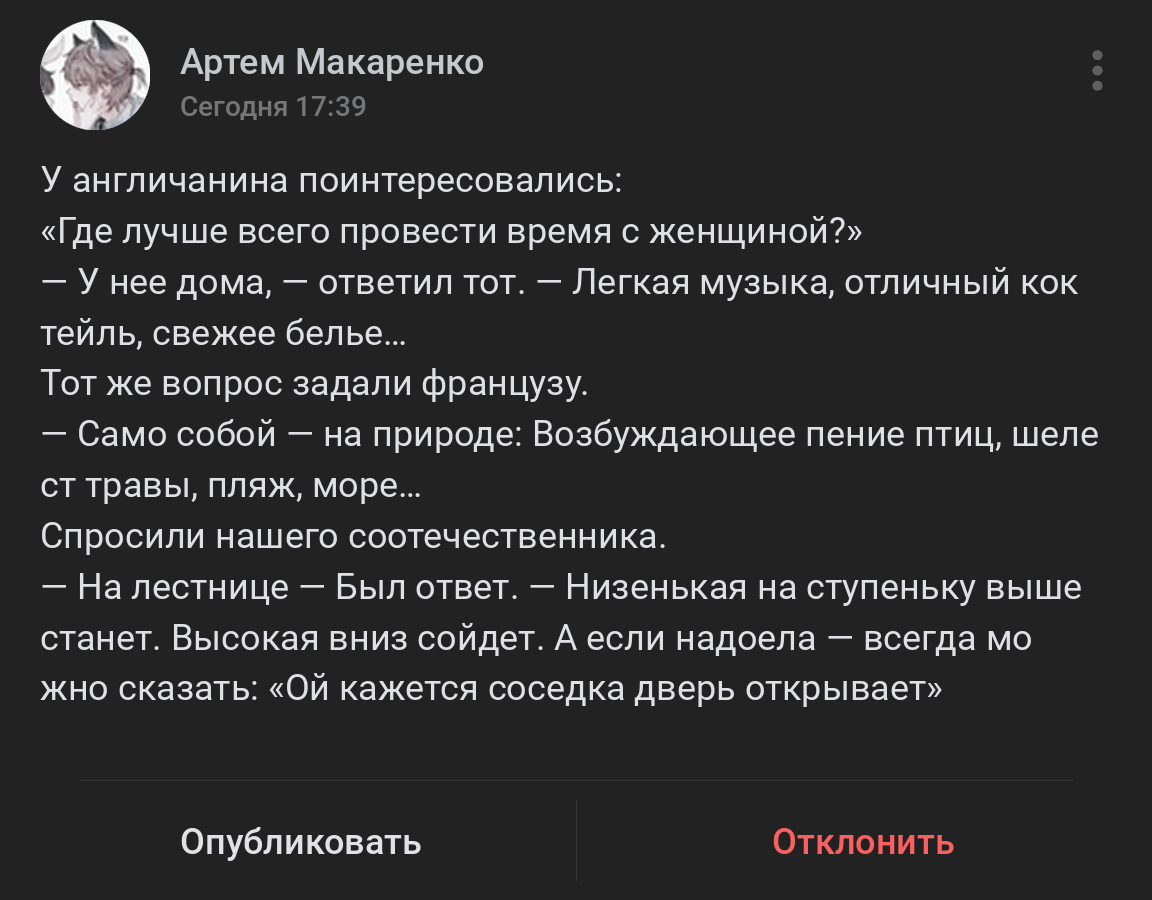 Артем Макаренко
Сегодня 17:39
У англичанина поинтересовались:
«Где лучше всего провести время с женщиной?»
— У нее дома, — ответил тот. — Легкая музыка, отличный кок
тейль, свежее белье…
Тот же вопрос задали французу.
— Само собой — на природе: Возбуждающее пение птиц, шеле
ст травы, пляж, море…
Спросили нашего соотечественника.
— На лестнице — Был ответ. — Низенькая на ступеньку выше
станет. Высокая вниз сойдет. А если надоела — всегда мо
жно сказать: «Ой кажется соседка дверь открывает»
Опубликовать
Отклонить